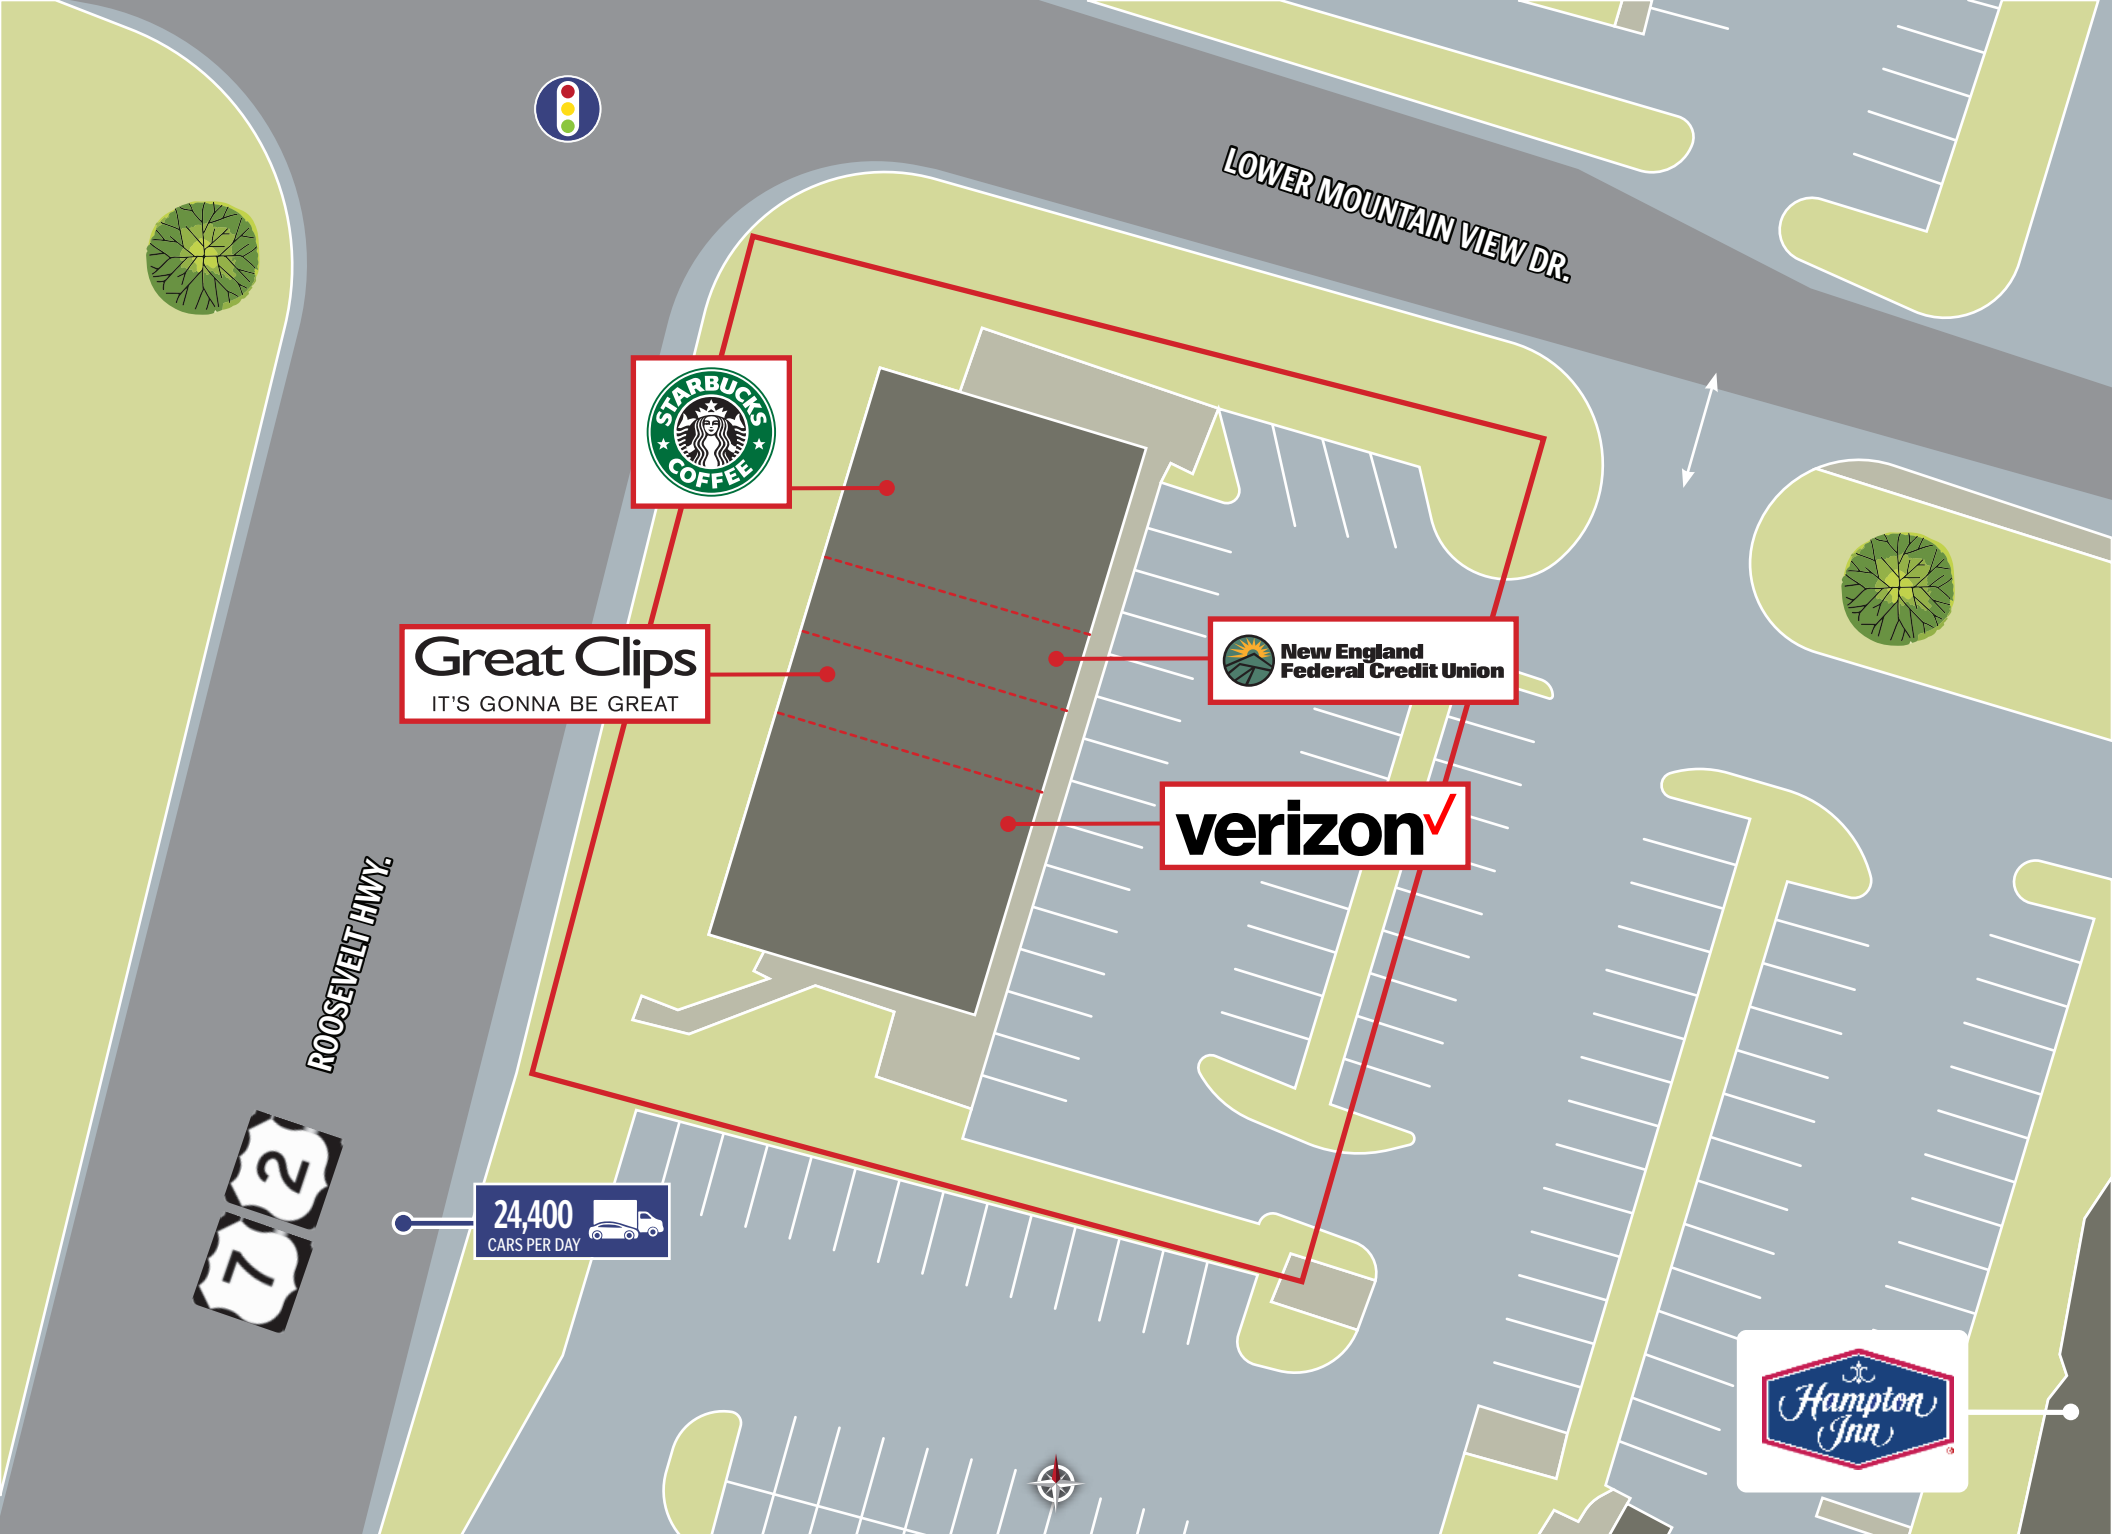 LOWER MOUNTAIN VIEW DR.
STARBUCKS
COFFEE
Great Clips
IT'S GONNA BE GREAT
New England
Federal Credit Union
verizon
ROOSEVELT HWY.
2
7
24,400
CARS PER DAY
Hampton
Inn